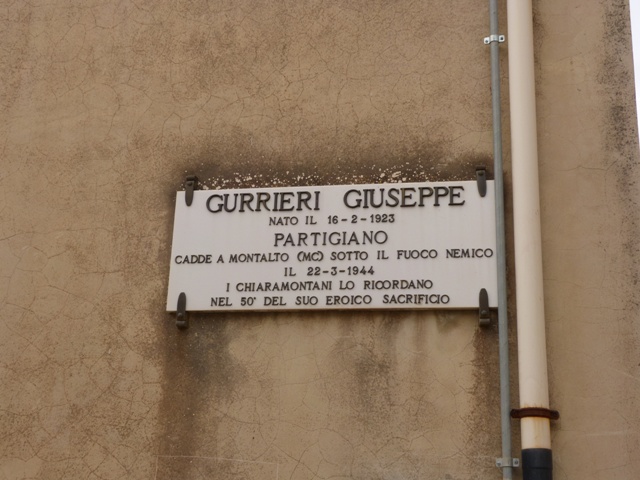 GURRIERI GIUSEPPE
NATO IL 16-2-1923
PARTIGIANO
CADDE A MONTALTO (MC) SOTTO IL FUOCO NEMICO
IL 22-3-1944
I CHIARAMONTANI LO RICORDANO
NEL 50° DEL SUO EROICO SACRIFICIO